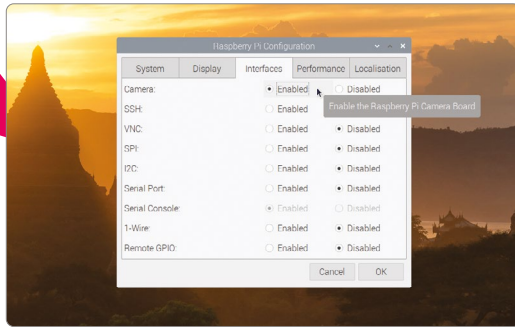 Raspberry Pi Configuration
System Display Interfaces Performance Localisation
Camera: Enabled Disabled
Enable the Raspberry Pi Camera Board
SSH: Enabled
VNC: Enabled Disabled
SPI: Enabled Disabled
I2C: Enabled Disabled
Serial Port: Enabled Disabled
Serial Console: Enabled Disabled
1-Wire: Enabled Disabled
Remote GPIO: Enabled Disabled
Cancel OK